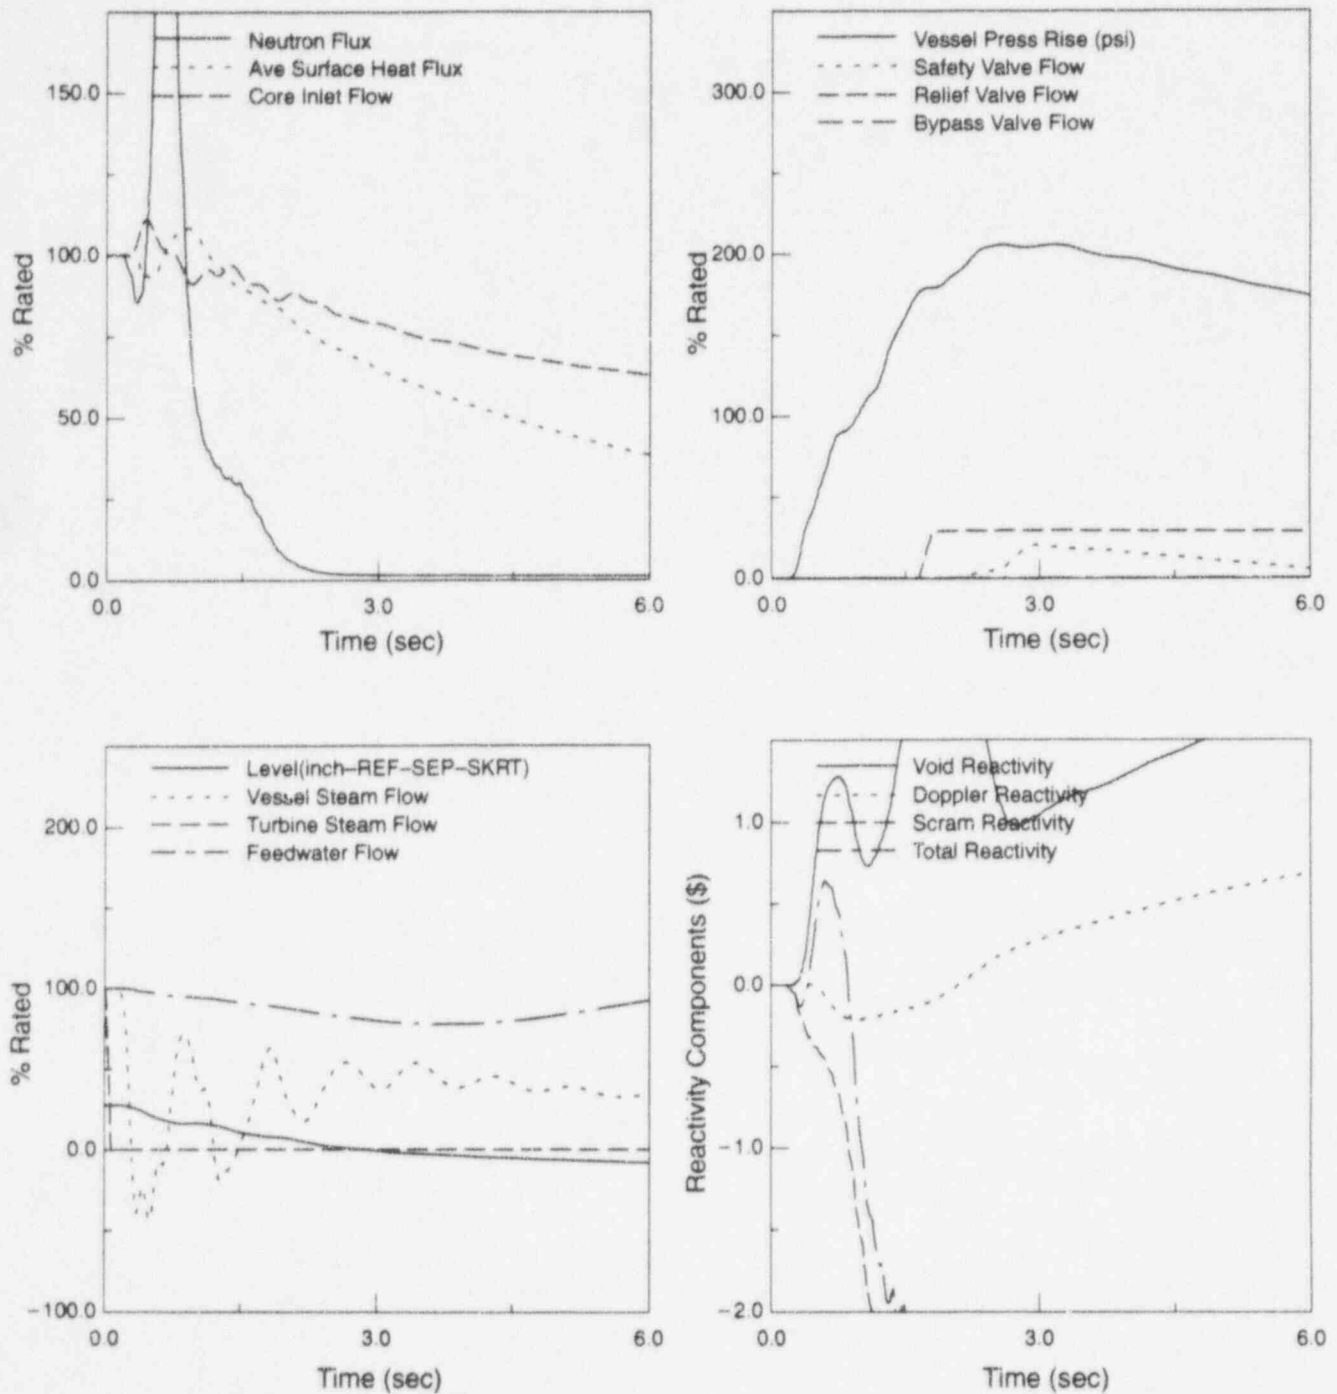 Neutron Flux
Ave Surface Heat Flux
Core Inlet Flow
150.0
100.0
50.0
0.0
% Rated
0.0
3.0
6.0
Time (sec)
Vessel Press Rise (psi)
Safety Valve Flow
Relief Valve Flow
Bypass Valve Flow
300.0
200.0
100.0
0.0
% Rated
0.0
3.0
6.0
Time (sec)
Level(inch-REF-SEP-SKRT)
Vessel Steam Flow
Turbine Steam Flow
Feedwater Flow
200.0
100.0
0.0
-100.0
% Rated
0.0
3.0
6.0
Time (sec)
Void Reactivity
Doppler Reactivity
Scram Reactivity
Total Reactivity
1.0
0.0
-1.0
-2.0
Reactivity Components ($)
0.0
3.0
6.0
Time (sec)